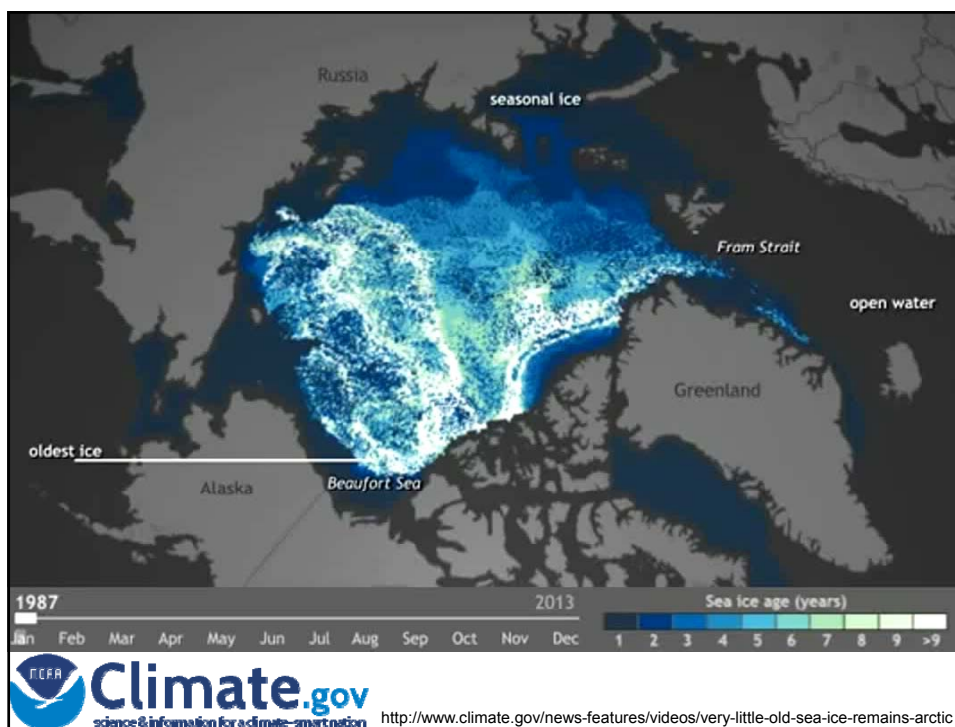 Russia
seasonal ice
Fram Strait
open water
Greenland
oldest ice
Alaska
Beaufort Sea
1987
2013
Sea ice age (years)
Jan Feb Mar Apr May Jun Jul Aug Sep Oct Nov Dec
1 2 3 4 5 6 7 8 9 >9
Climate.gov
science & information for a climate-smart nation
http://www.climate.gov/news-features/videos/very-little-old-sea-ice-remains-arctic